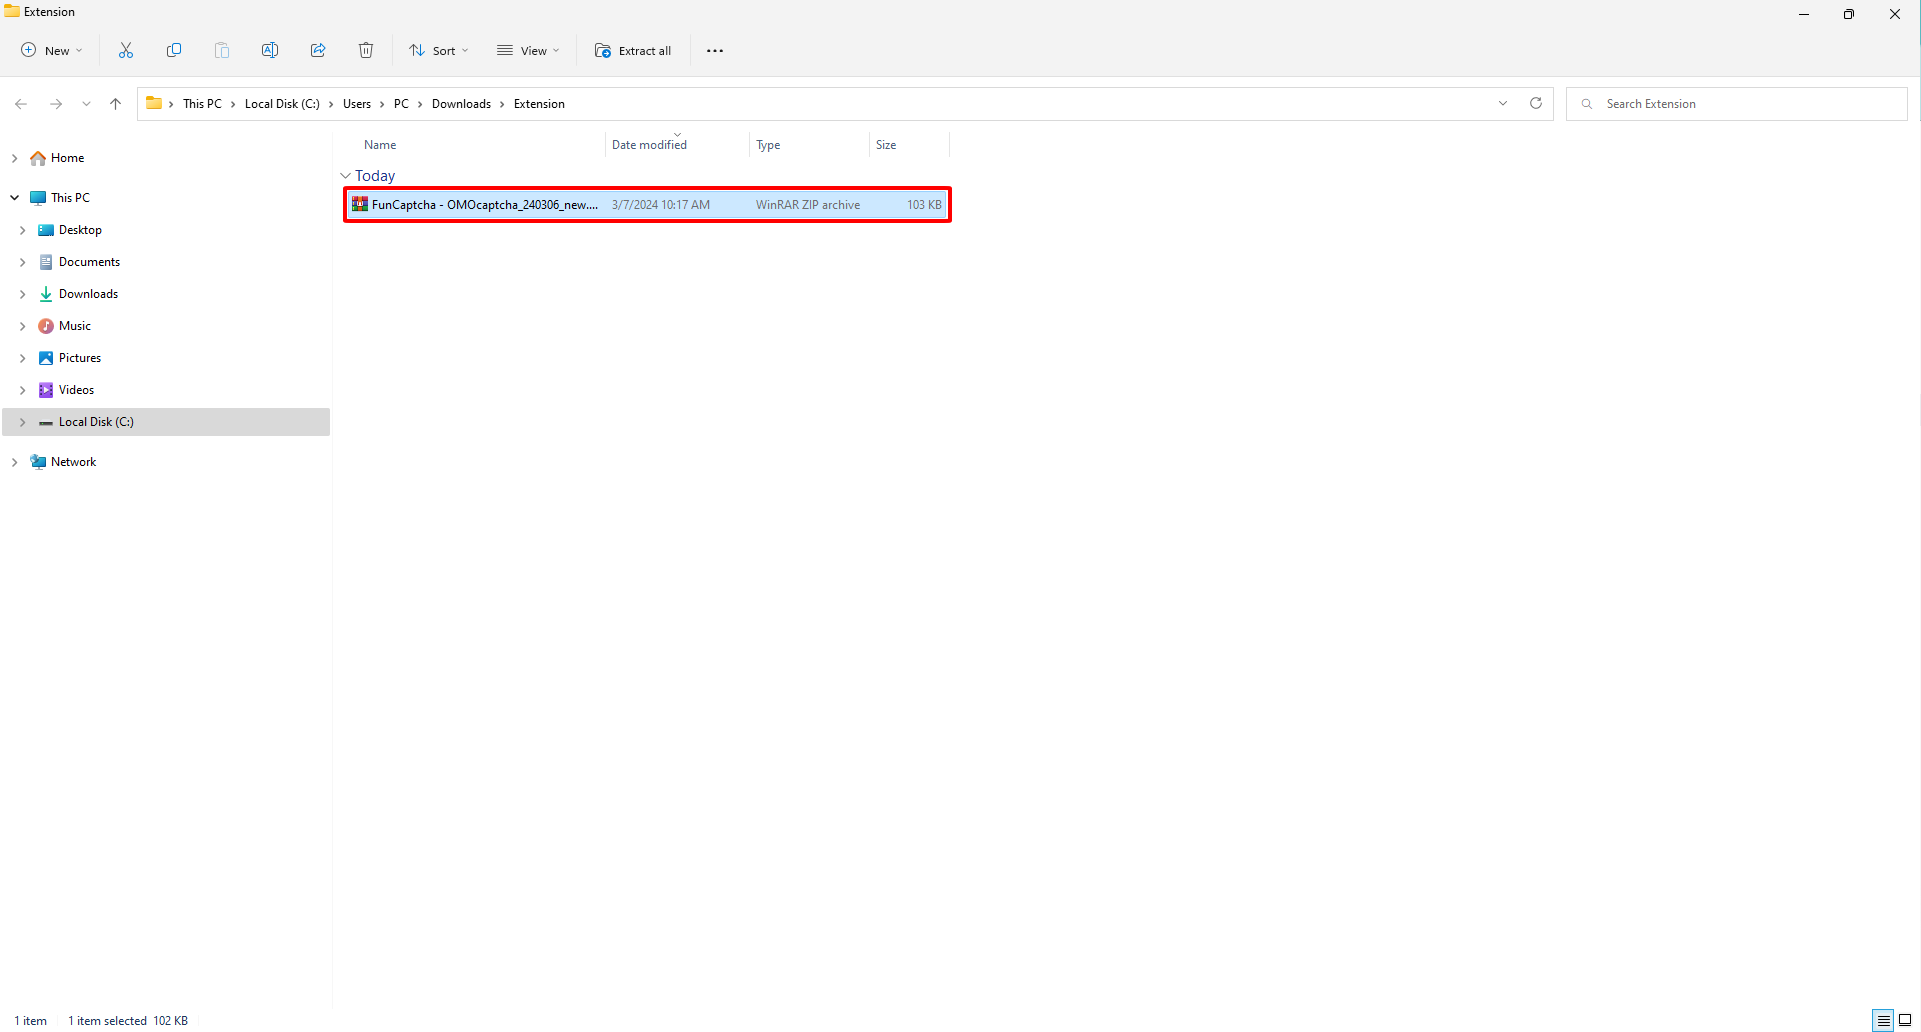 Extension
New
Sort
View
Extract all
This PC > Local Disk (C:) > Users > PC > Downloads > Extension
Search Extension
Name Date modified Type Size
Home
This PC
Desktop
Documents
Downloads
Music
Pictures
Videos
Local Disk (C:)
Network
Today
FunCaptcha - OMOcaptcha_240306_new.... 3/7/2024 10:17 AM WinRAR ZIP archive 103 KB
1 item 1 item selected 102 KB